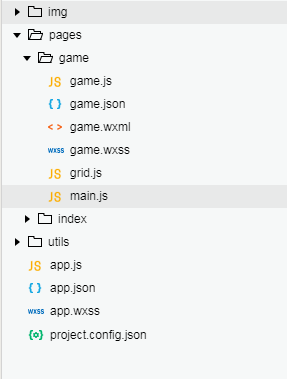 img
pages
game
JS game.js
{ } game.json
< > game.wxml
wxss game.wxss
JS grid.js
JS main.js
index
utils
JS app.js
{ } app.json
wxss app.wxss
{o} project.config.json